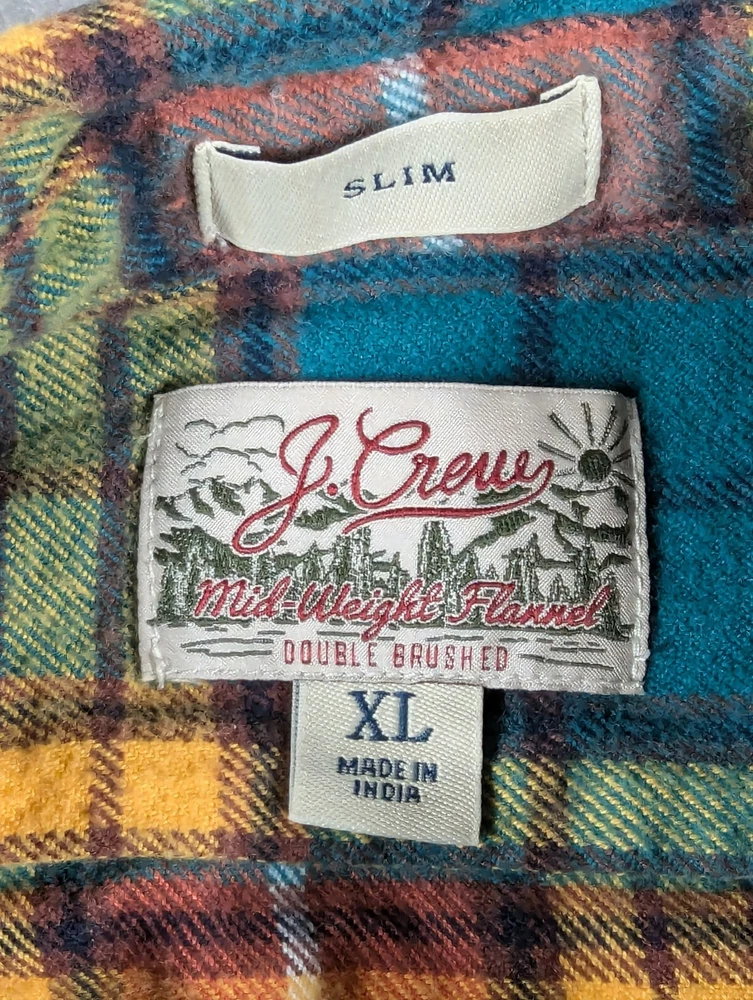 SLIM
J. Crew
Mid-Weight Flannel
DOUBLE BRUSHED
XL
MADE IN
INDIA